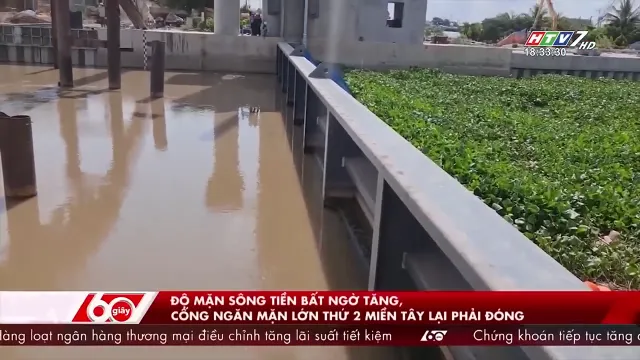 HTV7 HD
18:33:30
60 giây
ĐỘ MẶN SÔNG TIỀN BẤT NGỜ TĂNG,
CỐNG NGĂN MẶN LỚN THỨ 2 MIỀN TÂY LẠI PHẢI ĐÓNG
Hàng loạt ngân hàng thương mại điều chỉnh tăng lãi suất tiết kiệm 60 Chứng khoán tiếp tục tăng đ